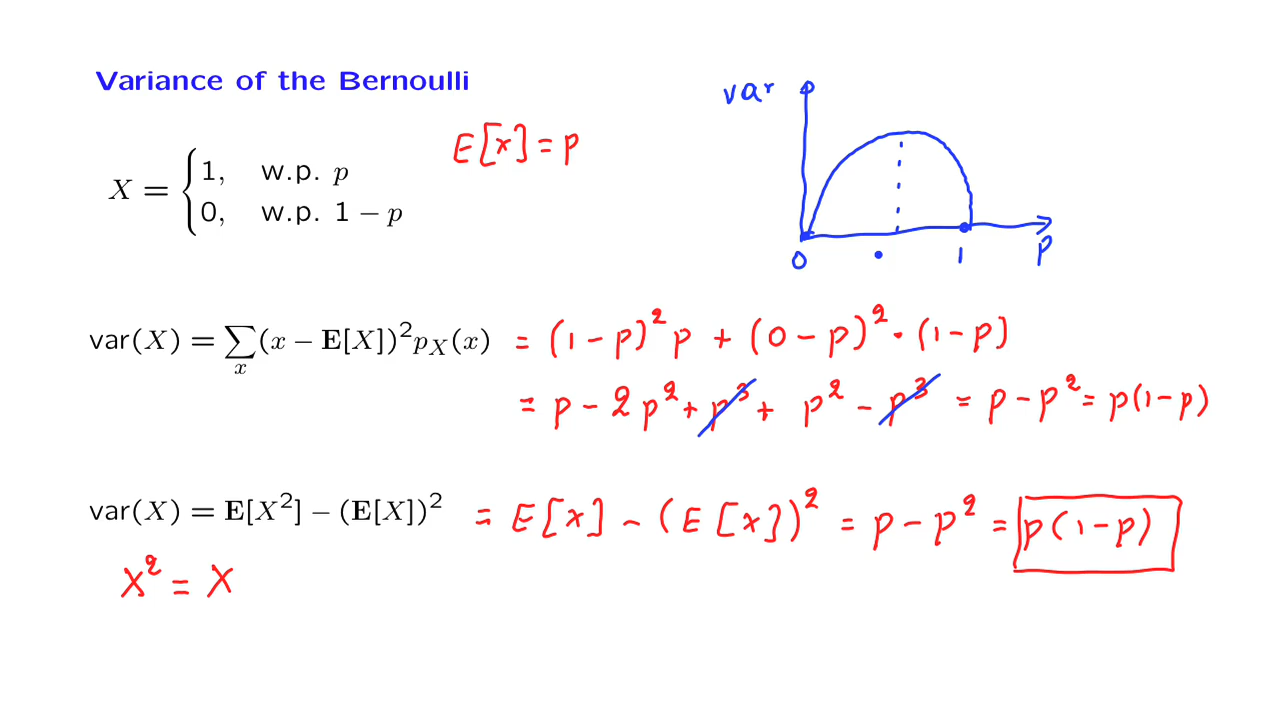 Variance of the Bernoulli
var
E[x] = p
X = { 1, w.p. p
0, w.p. 1 − p
0 • 1 p
var(X) = ∑ₓ (x − E[X])² p_X(x) = (1 − p)² p + (0 − p)² · (1 − p)
= p − 2p² + p³ + p² − p³ = p − p² = p(1 − p)
var(X) = E[X²] − (E[X])² = E[x] − (E[x])² = p − p² = p(1 − p)
X² = X